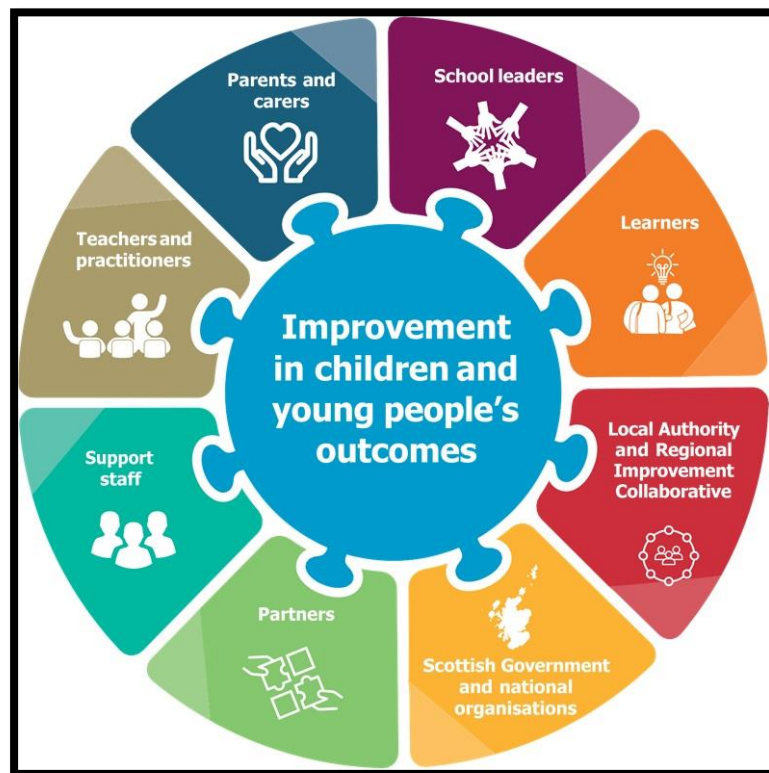 Improvement
in children and
young people's
outcomes
School leaders
Learners
Local Authority
and Regional
Improvement
Collaborative
Scottish Government
and national
organisations
Partners
Support
staff
Teachers and
practitioners
Parents and
carers